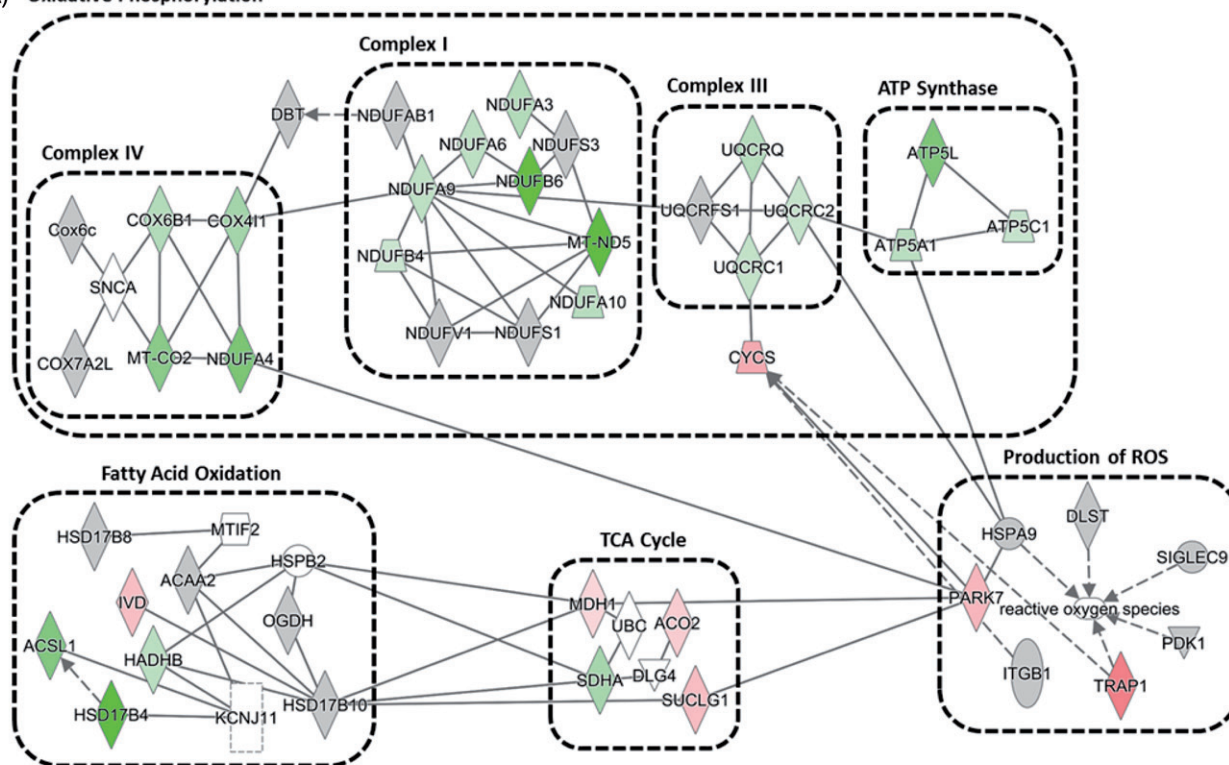 Oxidative Phosphorylation
Complex I
Complex III
ATP Synthase
Complex IV
DBT
NDUFAB1
NDUFA3
NDUFA6
NDUFS3
NDUFB6
NDUFA9
MT-ND5
NDUFB4
NDUFA10
NDUFV1
NDUFS1
UQCRQ
UQCRFS1
UQCRC2
UQCRC1
CYCS
ATP5L
ATP5C1
ATP5A1
Cox6c
COX6B1
COX4I1
SNCA
COX7A2L
MT-CO2
NDUFA4
Fatty Acid Oxidation
HSD17B8
MTIF2
ACAA2
HSPB2
IVD
OGDH
ACSL1
HADHB
HSD17B4
KCNJ11
HSD17B10
TCA Cycle
MDH1
UBC
ACO2
SDHA
DLG4
SUCLG1
Production of ROS
HSPA9
DLST
SIGLEC9
PARK7
reactive oxygen species
PDK1
ITGB1
TRAP1